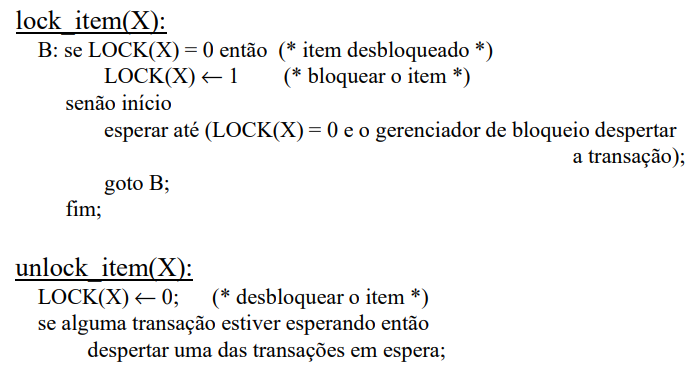 lock_item(X):
B: se LOCK(X) = 0 então (* item desbloqueado *)
LOCK(X) ← 1 (* bloquear o item *)
senão início
esperar até (LOCK(X) = 0 e o gerenciador de bloqueio despertar
a transação);
goto B;
fim;
unlock_item(X):
LOCK(X) ← 0; (* desbloquear o item *)
se alguma transação estiver esperando então
despertar uma das transações em espera;